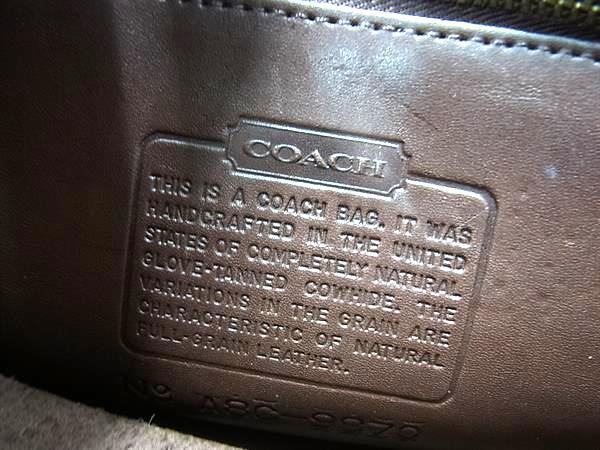 COACH
THIS IS A COACH BAG. IT WAS
HANDCRAFTED IN THE UNITED
STATES OF COMPLETELY NATURAL
GLOVE-TANNED COWHIDE. THE
VARIATIONS IN THE GRAIN ARE
CHARACTERISTIC OF NATURAL
FULL-GRAIN LEATHER.
No